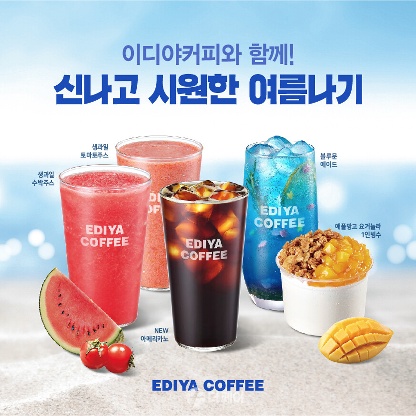 이디야커피와 함께!
신나고 시원한 여름나기
생과일
토마토주스
생과일
수박주스
블루문
에이드
EDIYA
COFFEE
EDIYA
COFFEE
EDIYA
COFFEE
애플망고 요거눌라
1인빙수
NEW
아메리카노
EDIYA COFFEE